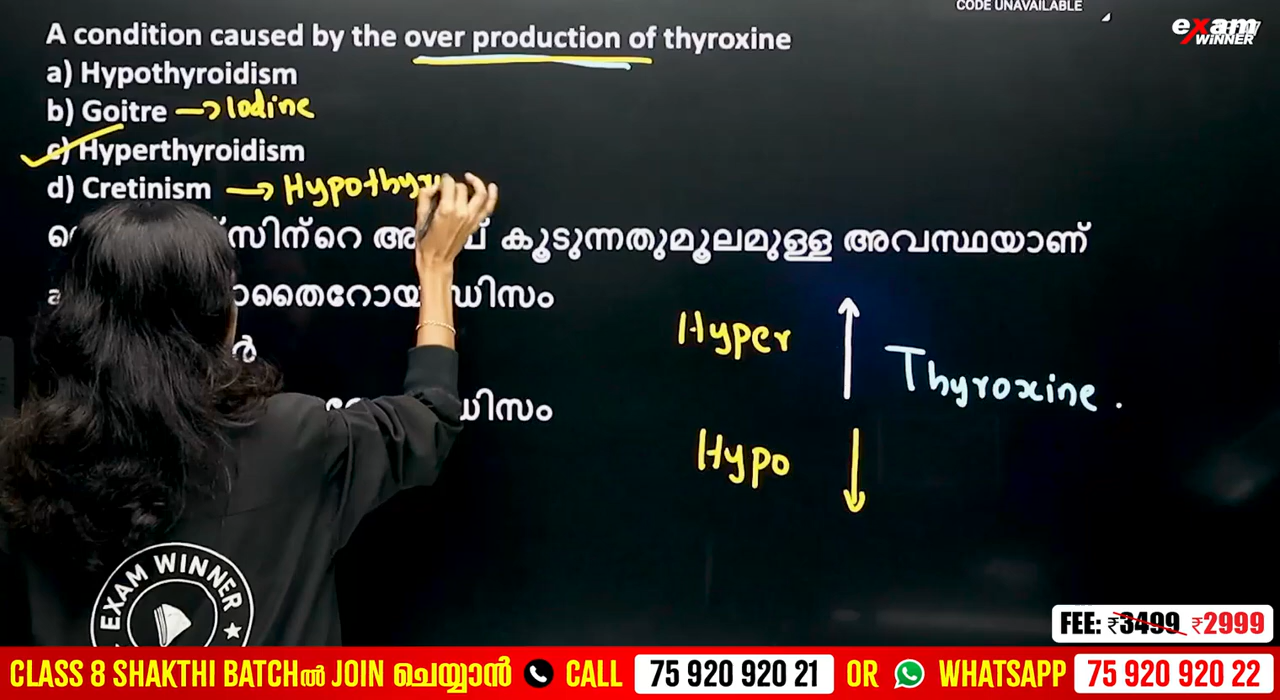 CODE UNAVAILABLE
exam
WINNER
A condition caused by the over production of thyroxine
a) Hypothyroidism
b) Goitre → Iodine
c) Hyperthyroidism
d) Cretinism → Hypothy
കൂടുന്നതുമൂലമുള്ള അവസ്ഥയാണ്
Hyper
Thyroxine.
Hypo
EXAM WINNER
FEE: ₹3499 ₹2999
CLASS 8 SHAKTHI BATCHൽ JOIN ചെയ്യാൻ CALL 75 920 920 21 OR WHATSAPP 75 920 920 22